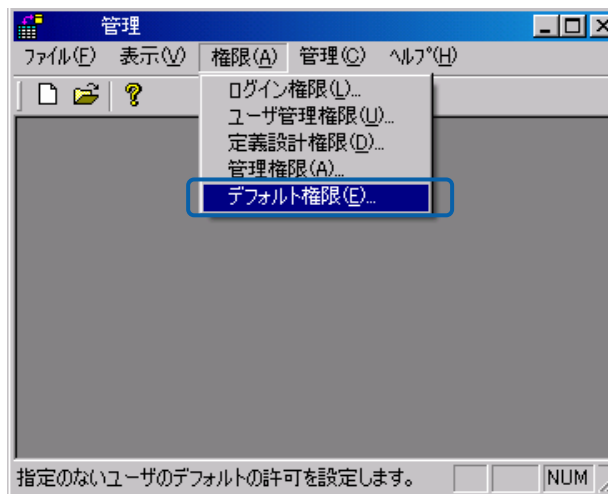 管理
ファイル(F) 表示(V) 権限(A) 管理(C) ヘルプ(H)
ログイン権限(L)...
ユーザ管理権限(U)...
定義設計権限(D)...
管理権限(A)...
デフォルト権限(E)...
指定のないユーザのデフォルトの許可を設定します。 NUM